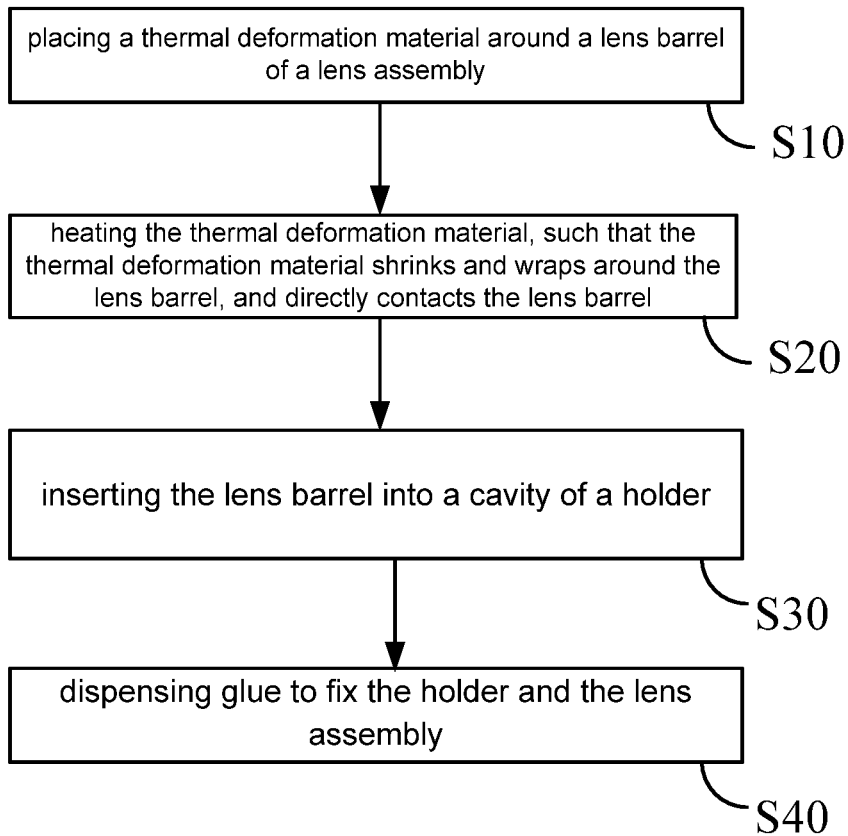 placing a thermal deformation material around a lens barrel
of a lens assembly
S10
heating the thermal deformation material, such that the
thermal deformation material shrinks and wraps around the
lens barrel, and directly contacts the lens barrel
S20
inserting the lens barrel into a cavity of a holder
S30
dispensing glue to fix the holder and the lens
assembly
S40